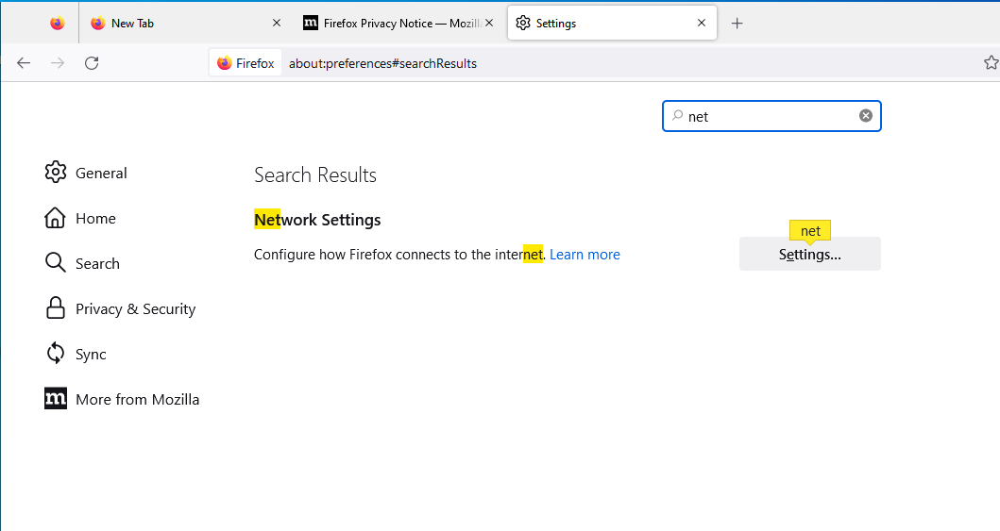 New Tab
Firefox Privacy Notice — Mozill
Settings
Firefox
about:preferences#searchResults
net
General
Home
Search
Privacy & Security
Sync
m More from Mozilla
Search Results
Network Settings
net
Configure how Firefox connects to the internet. Learn more
Settings...